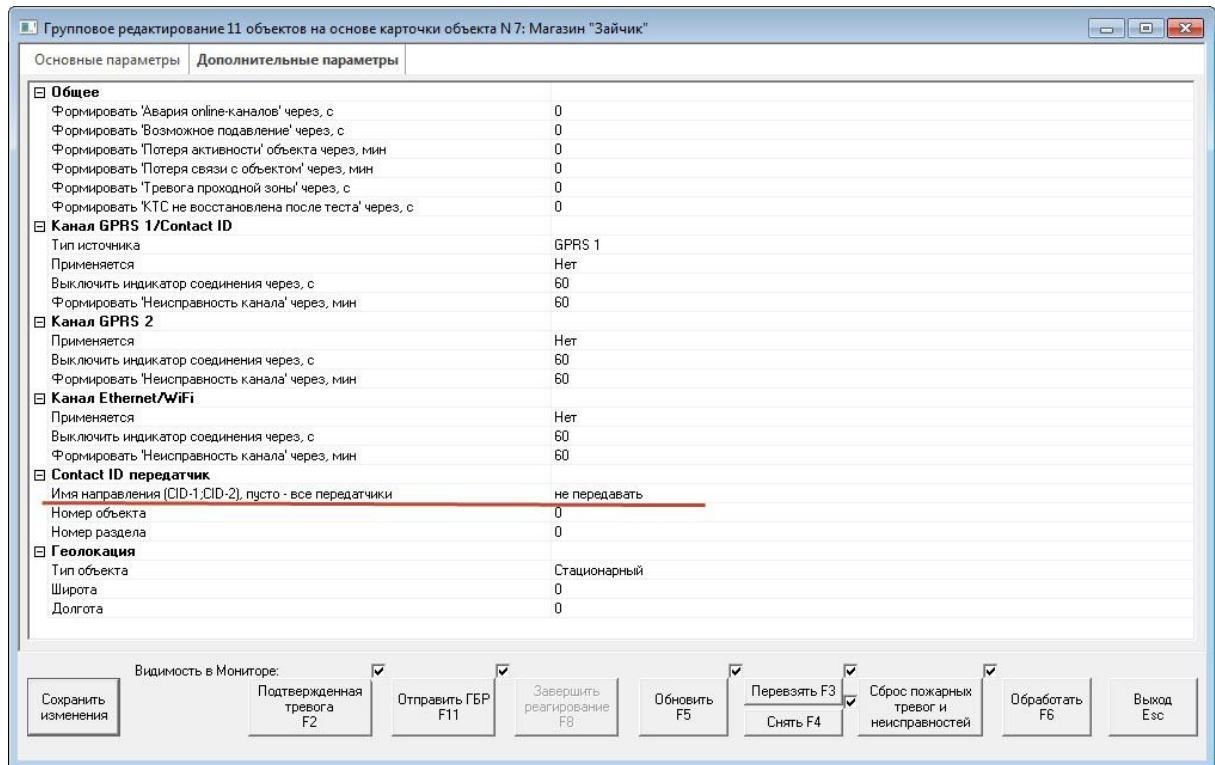 Групповое редактирование 11 объектов на основе карточки объекта N 7: Магазин "Зайчик"
Основные параметры Дополнительные параметры
Общее
Формировать 'Авария online-каналов' через, с 0
Формировать 'Возможное подавление' через, с 0
Формировать 'Потеря активности' объекта через, мин 0
Формировать 'Потеря связи с объектом' через, мин 0
Формировать 'Тревога проходной зоны' через, с 0
Формировать 'КТС не восстановлена после теста' через, с 0
Канал GPRS 1/Contact ID
Тип источника GPRS 1
Применяется Нет
Выключить индикатор соединения через, с 60
Формировать 'Неисправность канала' через, мин 60
Канал GPRS 2
Применяется Нет
Выключить индикатор соединения через, с 60
Формировать 'Неисправность канала' через, мин 60
Канал Ethernet/WiFi
Применяется Нет
Выключить индикатор соединения через, с 60
Формировать 'Неисправность канала' через, мин 60
Contact ID передатчик
Имя направления (CID-1;CID-2), пусто - все передатчики не передавать
Номер объекта 0
Номер раздела 0
Геолокация
Тип объекта Стационарный
Широта 0
Долгота 0
Видимость в Мониторе:
Сохранить изменения
Подтвержденная тревога F2
Отправить ГБР F11
Завершить реагирование F8
Обновить F5
Перевзять F3
Снять F4
Сброс пожарных тревог и неисправностей
Обработать F6
Выход Esc